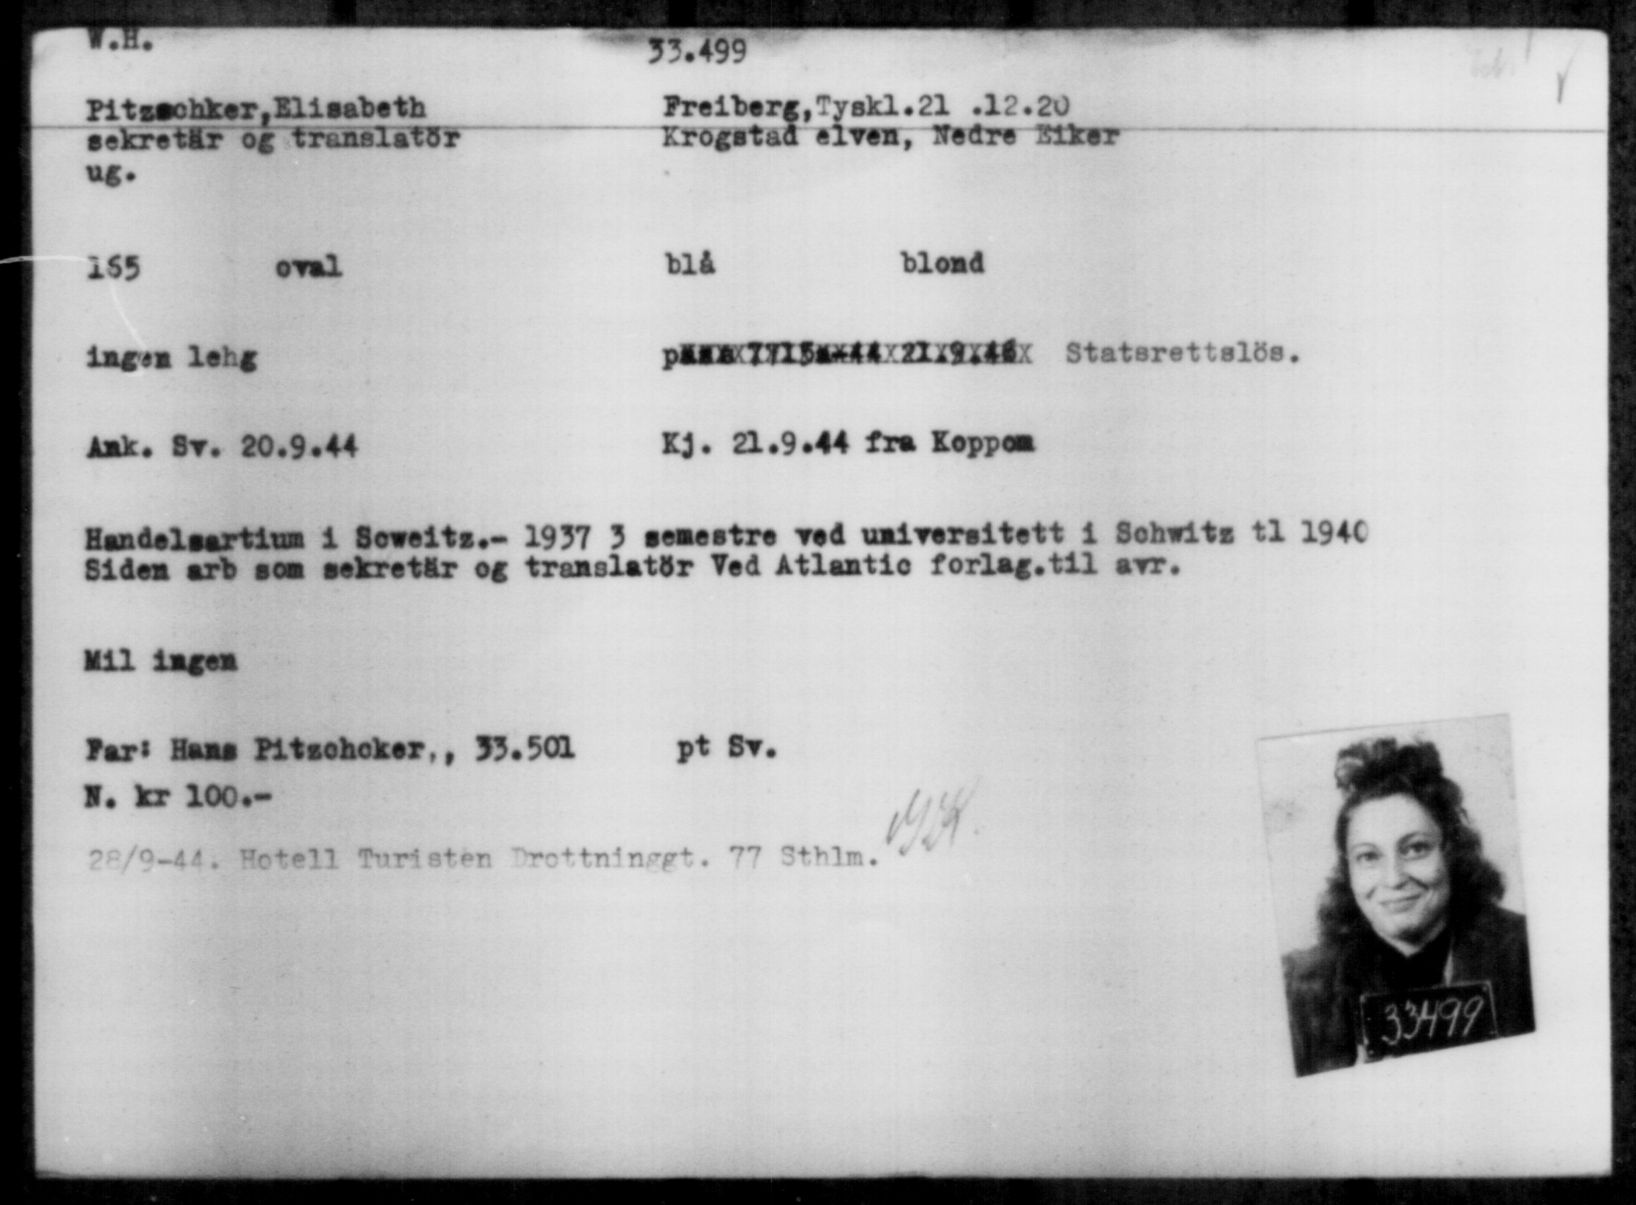 W.H. 33.499
Pitzschker,Elisabeth Freiberg,Tyskl.21 .12.20
sekretär og translatör Krogstad elven, Nedre Eiker
ug.
165 oval blå blond
ingen lehg Statsrettslös.
Ank. Sv. 20.9.44 Kj. 21.9.44 fra Koppom
Handelsartium i Soweitz.- 1937 3 semestre ved universitett i Schwitz tl 1940
Siden arb som sekretär og translatör Ved Atlantic forlag.til avr.
Mil ingen
Far: Hans Pitzchcker,, 33.501 pt Sv.
N. kr 100.-
28/9-44. Hotell Turisten Drottninggt. 77 Sthlm.
33499